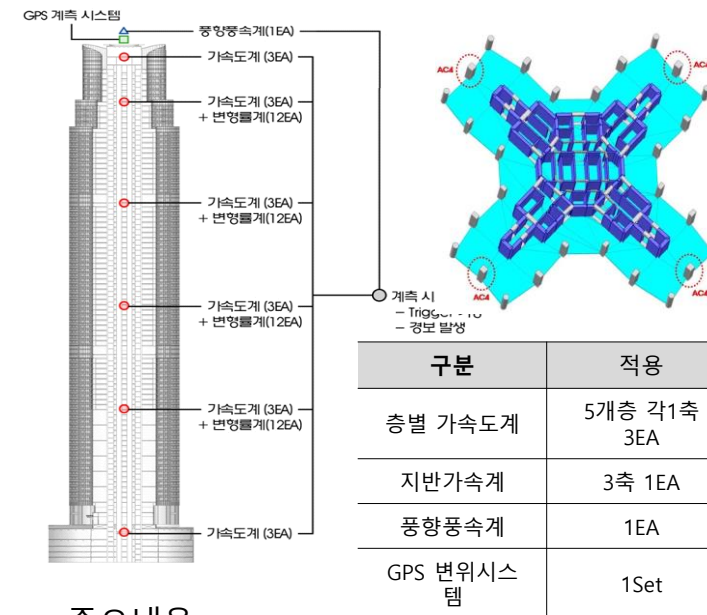 GPS 계측 시스템
풍향풍속계(1EA)
가속도계 (3EA)
가속도계 (3EA)
+ 변형률계(12EA)
가속도계 (3EA)
+ 변형률계(12EA)
가속도계 (3EA)
+ 변형률계(12EA)
가속도계 (3EA)
+ 변형률계(12EA)
가속도계 (3EA)
계측 시
– Trigger
– 경보 발생
AC4
AC4
AC4
AC4
구분 적용
층별 가속도계 5개층 각1축
3EA
지반가속계 3축 1EA
풍향풍속계 1EA
GPS 변위시스
템 1Set